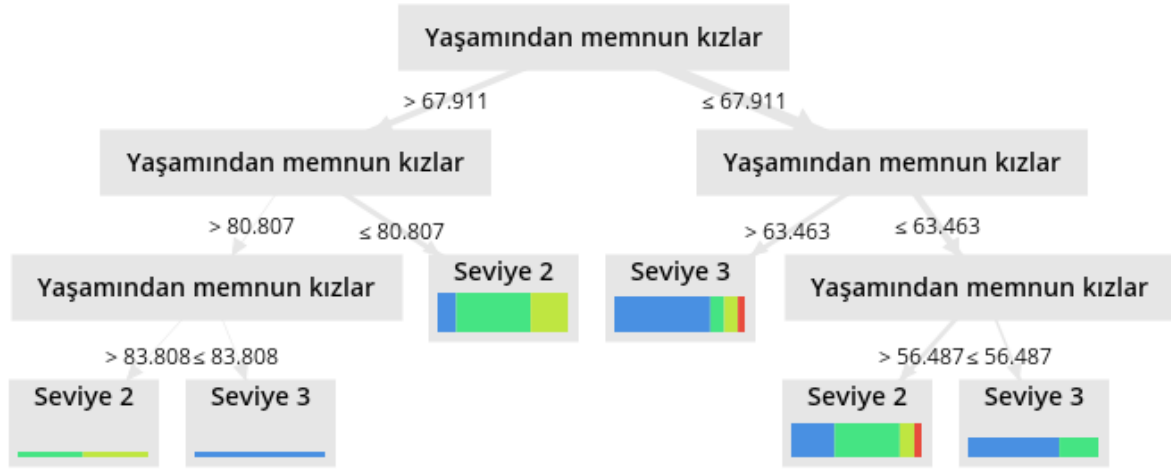 Yaşamından memnun kızlar
> 67.911
≤ 67.911
Yaşamından memnun kızlar
Yaşamından memnun kızlar
> 80.807
≤ 80.807
> 63.463
≤ 63.463
Yaşamından memnun kızlar
Seviye 2
Seviye 3
Yaşamından memnun kızlar
> 83.808
≤ 83.808
> 56.487
≤ 56.487
Seviye 2
Seviye 3
Seviye 2
Seviye 3